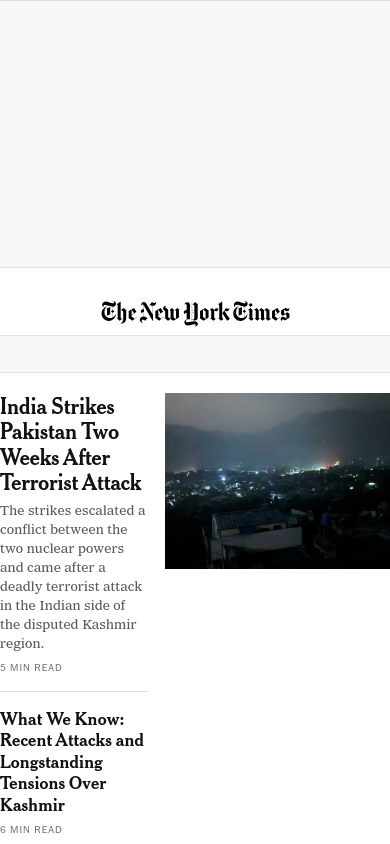 The New York Times
India Strikes
Pakistan Two
Weeks After
Terrorist Attack
The strikes escalated a
conflict between the
two nuclear powers
and came after a
deadly terrorist attack
in the Indian side of
the disputed Kashmir
region.
5 MIN READ
What We Know:
Recent Attacks and
Longstanding
Tensions Over
Kashmir
6 MIN READ